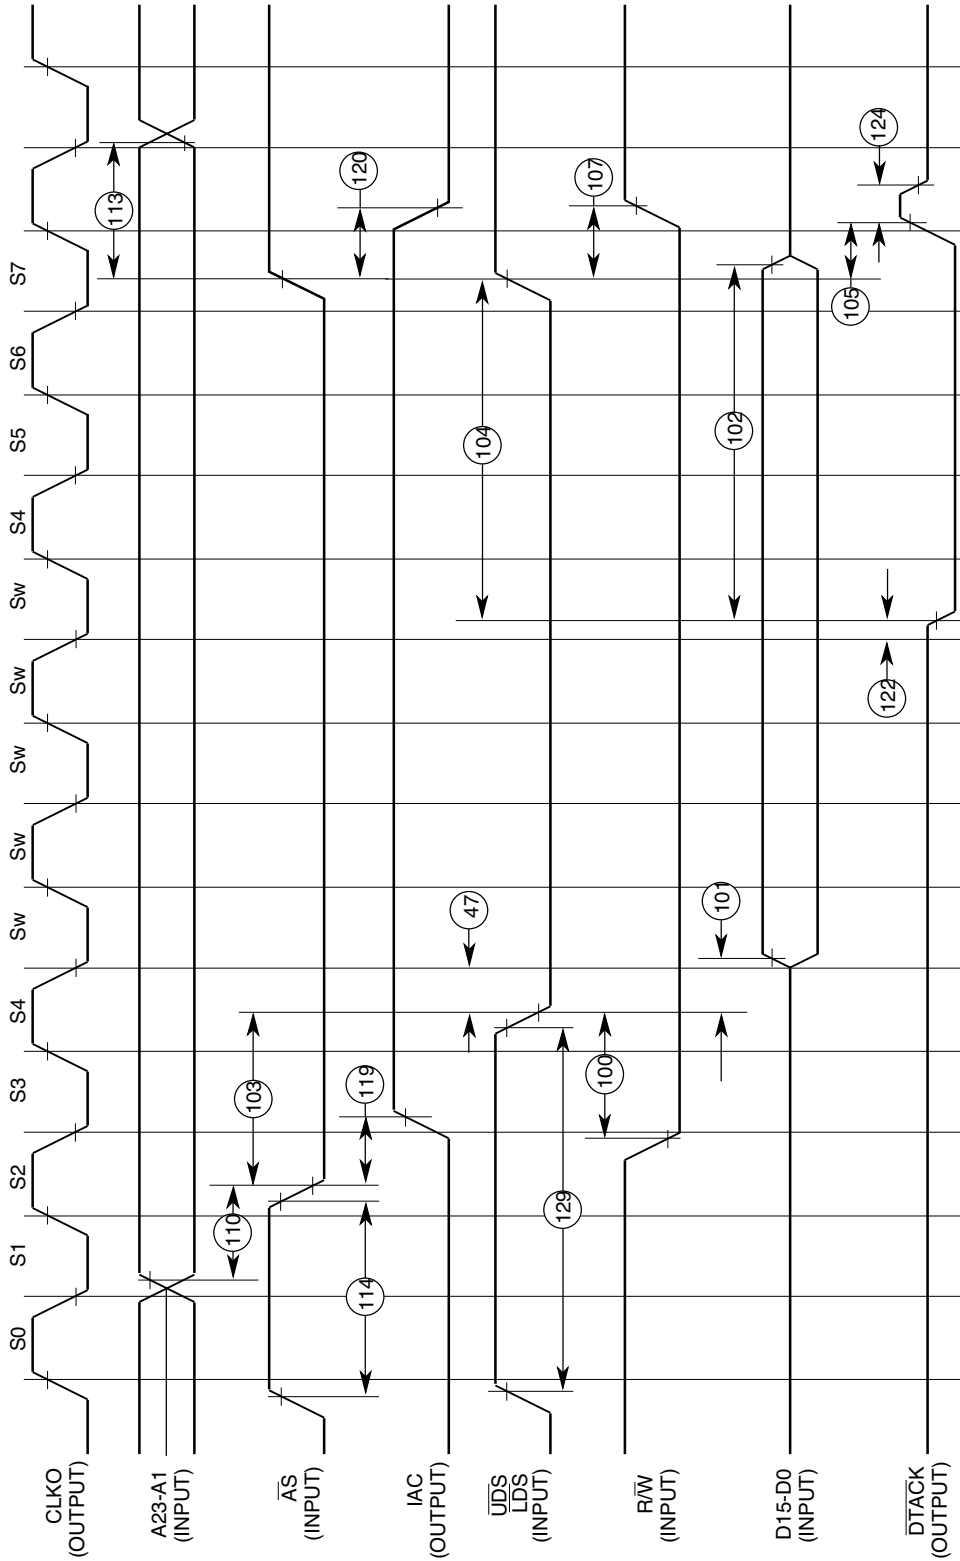 S0 S1 S2 S3 S4 Sw Sw Sw Sw Sw S4 S5 S6 S7
CLKO
(OUTPUT)
113
A23-A1
(INPUT)
110
103
AS
(INPUT)
114
119
120
IAC
(OUTPUT)
47
104
UDS
LDS
(INPUT)
129
100
107
R/W
(INPUT)
101
102
D15-D0
(INPUT)
105
122
124
DTACK
(OUTPUT)